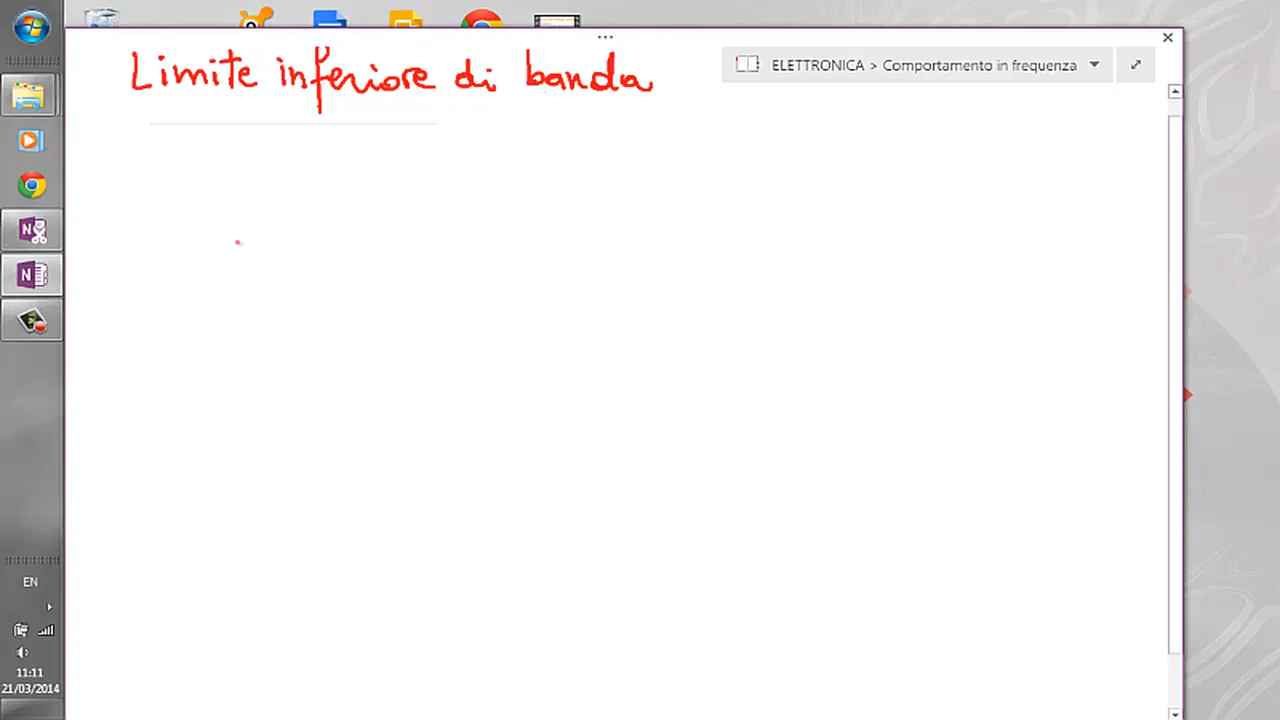 Limite inferiore di banda
ELETTRONICA > Comportamento in frequenza
EN
11:11
21/03/2014